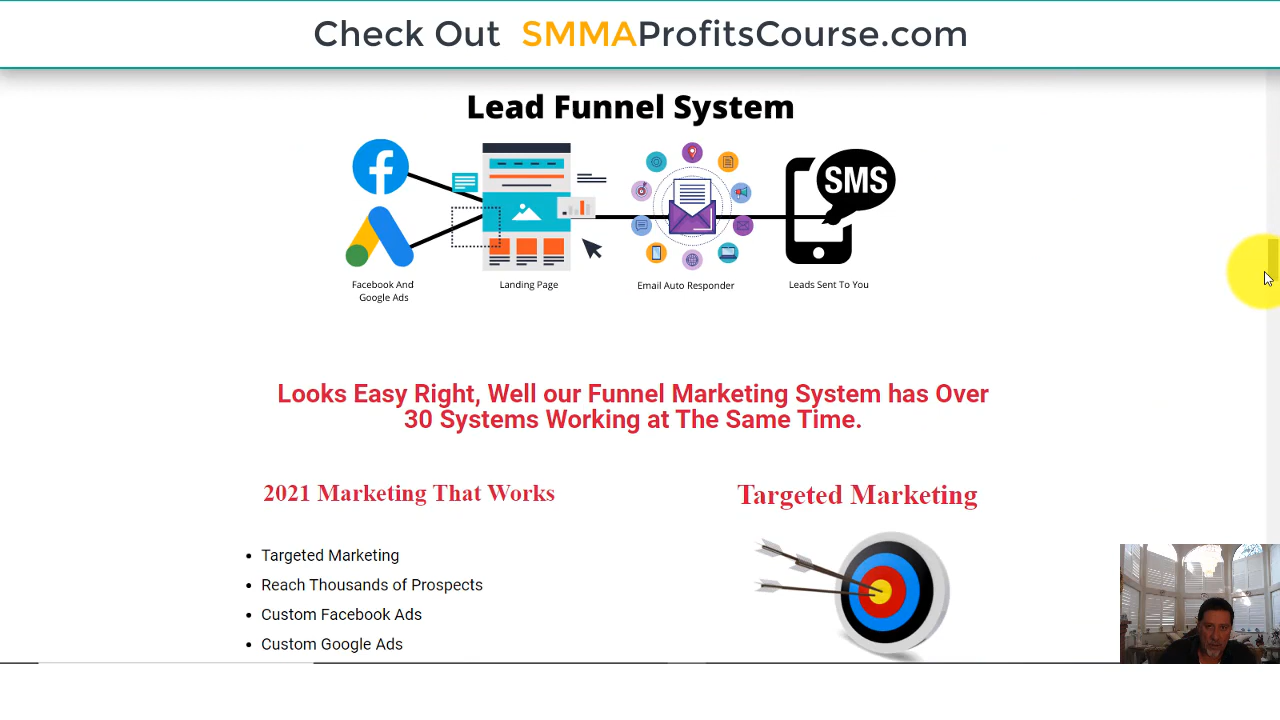 Check Out SMMAProfitsCourse.com
Lead Funnel System
SMS
Facebook And
Google Ads
Landing Page
Email Auto Responder
Leads Sent To You
Looks Easy Right, Well our Funnel Marketing System has Over
30 Systems Working at The Same Time.
2021 Marketing That Works
Targeted Marketing
Reach Thousands of Prospects
Custom Facebook Ads
Custom Google Ads
Targeted Marketing